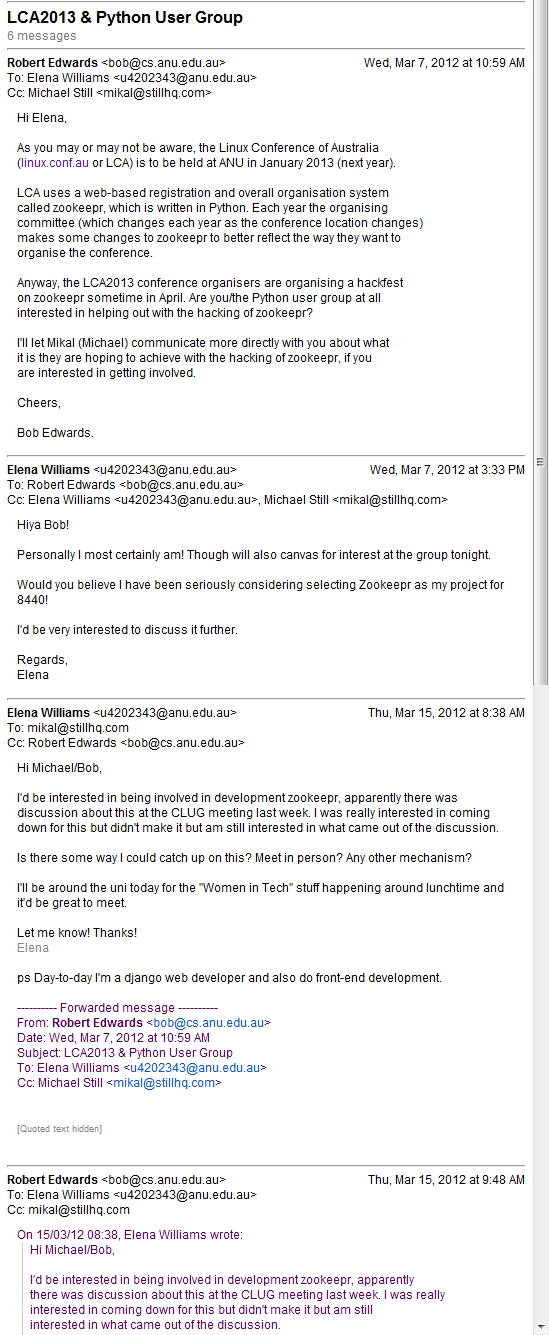 LCA2013 & Python User Group
6 messages
Robert Edwards <bob@cs.anu.edu.au> Wed, Mar 7, 2012 at 10:59 AM
To: Elena Williams <u4202343@anu.edu.au>
Cc: Michael Still <mikal@stillhq.com>
Hi Elena,
As you may or may not be aware, the Linux Conference of Australia
(linux.conf.au or LCA) is to be held at ANU in January 2013 (next year).
LCA uses a web-based registration and overall organisation system
called zookeepr, which is written in Python. Each year the organising
committee (which changes each year as the conference location changes)
makes some changes to zookeepr to better reflect the way they want to
organise the conference.
Anyway, the LCA2013 conference organisers are organising a hackfest
on zookeepr sometime in April. Are you/the Python user group at all
interested in helping out with the hacking of zookeepr?
I'll let Mikal (Michael) communicate more directly with you about what
it is they are hoping to achieve with the hacking of zookeepr, if you
are interested in getting involved.
Cheers,
Bob Edwards.
Elena Williams <u4202343@anu.edu.au> Wed, Mar 7, 2012 at 3:33 PM
To: Robert Edwards <bob@cs.anu.edu.au>
Cc: Elena Williams <u4202343@anu.edu.au>, Michael Still <mikal@stillhq.com>
Hiya Bob!
Personally I most certainly am! Though will also canvas for interest at the group tonight.
Would you believe I have been seriously considering selecting Zookeepr as my project for
8440!
I'd be very interested to discuss it further.
Regards,
Elena
Elena Williams <u4202343@anu.edu.au> Thu, Mar 15, 2012 at 8:38 AM
To: mikal@stillhq.com
Cc: Robert Edwards <bob@cs.anu.edu.au>
Hi Michael/Bob,
I'd be interested in being involved in development zookeepr, apparently there was
discussion about this at the CLUG meeting last week. I was really interested in coming
down for this but didn't make it but am still interested in what came out of the discussion.
Is there some way I could catch up on this? Meet in person? Any other mechanism?
I'll be around the uni today for the "Women in Tech" stuff happening around lunchtime and
it'd be great to meet.
Let me know! Thanks!
Elena
ps Day-to-day I'm a django web developer and also do front-end development.
---------- Forwarded message ----------
From: Robert Edwards <bob@cs.anu.edu.au>
Date: Wed, Mar 7, 2012 at 10:59 AM
Subject: LCA2013 & Python User Group
To: Elena Williams <u4202343@anu.edu.au>
Cc: Michael Still <mikal@stillhq.com>
[Quoted text hidden]
Robert Edwards <bob@cs.anu.edu.au> Thu, Mar 15, 2012 at 9:48 AM
To: Elena Williams <u4202343@anu.edu.au>
Cc: mikal@stillhq.com
On 15/03/12 08:38, Elena Williams wrote:
Hi Michael/Bob,
I'd be interested in being involved in development zookeepr, apparently
there was discussion about this at the CLUG meeting last week. I was really
interested in coming down for this but didn't make it but am still
interested in what came out of the discussion.